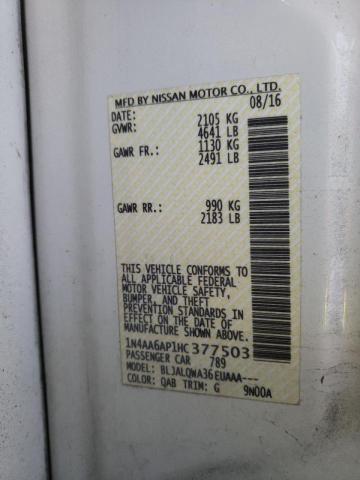 MFD BY NISSAN MOTOR CO., LTD.
DATE: 08/16
GVWR: 2105 KG
4641 LB
GAWR FR.: 1130 KG
2491 LB
GAWR RR.: 990 KG
2183 LB
THIS VEHICLE CONFORMS TO
ALL APPLICABLE FEDERAL
MOTOR VEHICLE SAFETY,
BUMPER, AND THEFT
PREVENTION STANDARDS IN
EFFECT ON THE DATE OF
MANUFACTURE SHOWN ABOVE.
1N4AA6AP1HC377503
PASSENGER CAR 789
MODEL: BLJALQWA36EUAAA---
COLOR: QAB TRIM: G 9N00A